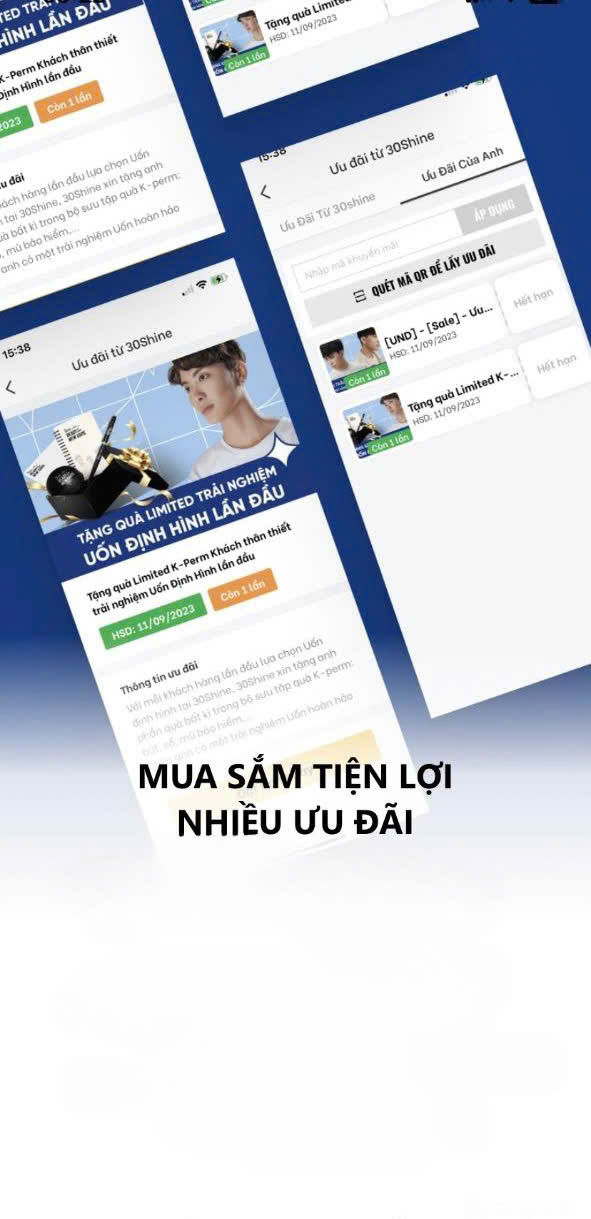 ITED TRẢI
HÌNH LẦN ĐẦU
K-Perm Khách thân thiết
Định Hình lần đầu
2023
Còn 1 lần
u đãi
khách hàng lần đầu lựa chọn Uốn
tại 30Shine, 30Shine xin tặng anh
quà bất kì trong bộ sưu tập quà K-perm:
, mũ bảo hiểm,...
anh có một trải nghiệm Uốn hoàn hảo
Tặng quà Limited
HSD: 11/09/2023
Còn 1 lần
15:38
Ưu đãi từ 30Shine
Ưu Đãi Từ 30shine
Ưu Đãi Của Anh
Nhập mã khuyến mãi
ÁP DỤNG
QUÉT MÃ QR ĐỂ LẤY ƯU ĐÃI
[UND] - [Sale] - Ưu...
HSD: 11/09/2023
Còn 1 lần
Hết hạn
Tặng quà Limited K-...
HSD: 11/09/2023
Còn 1 lần
Hết hạn
15:38
Ưu đãi từ 30Shine
TẶNG QUÀ LIMITED TRẢI NGHIỆM
UỐN ĐỊNH HÌNH LẦN ĐẦU
Tặng quà Limited K-Perm Khách thân thiết
trải nghiệm Uốn Định Hình lần đầu
HSD: 11/09/2023
Còn 1 lần
Thông tin ưu đãi
Với mỗi khách hàng lần đầu lựa chọn Uốn
định hình tại 30Shine, 30Shine xin tặng anh
phần quà bất kì trong bộ sưu tập quà K-perm:
bút, sổ, mũ bảo hiểm,...
anh có một trải nghiệm Uốn hoàn hảo
MUA SẮM TIỆN LỢI
NHIỀU ƯU ĐÃI